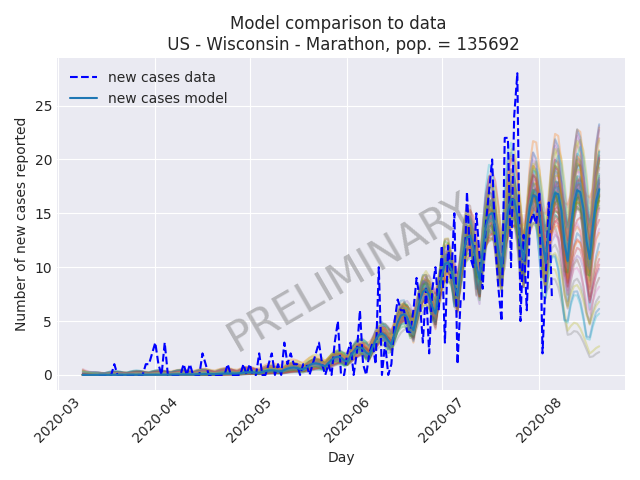 Model comparison to data
US - Wisconsin - Marathon, pop. = 135692
new cases data
new cases model
Number of new cases reported
25
20
15
10
5
0
PRELIMINARY
2020-03
2020-04
2020-05
2020-06
2020-07
2020-08
Day